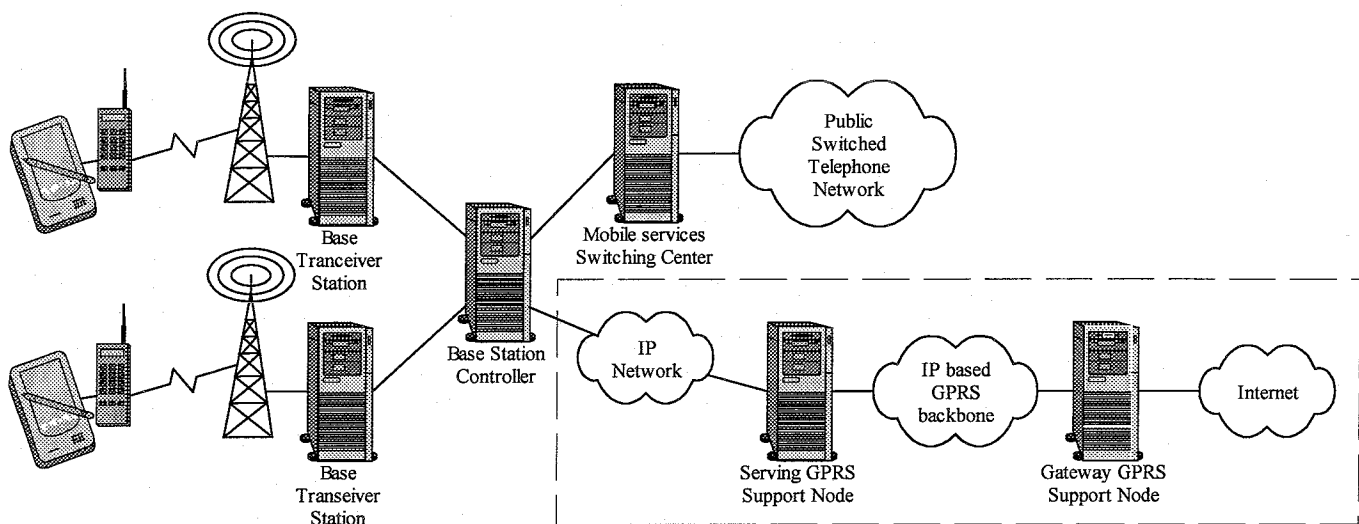 Public
Switched
Telephone
Network
Base
Tranceiver
Station
Mobile services
Switching Center
Base Station
Controller
IP
Network
IP based
GPRS
backbone
Internet
Base
Transeiver
Station
Serving GPRS
Support Node
Gateway GPRS
Support Node